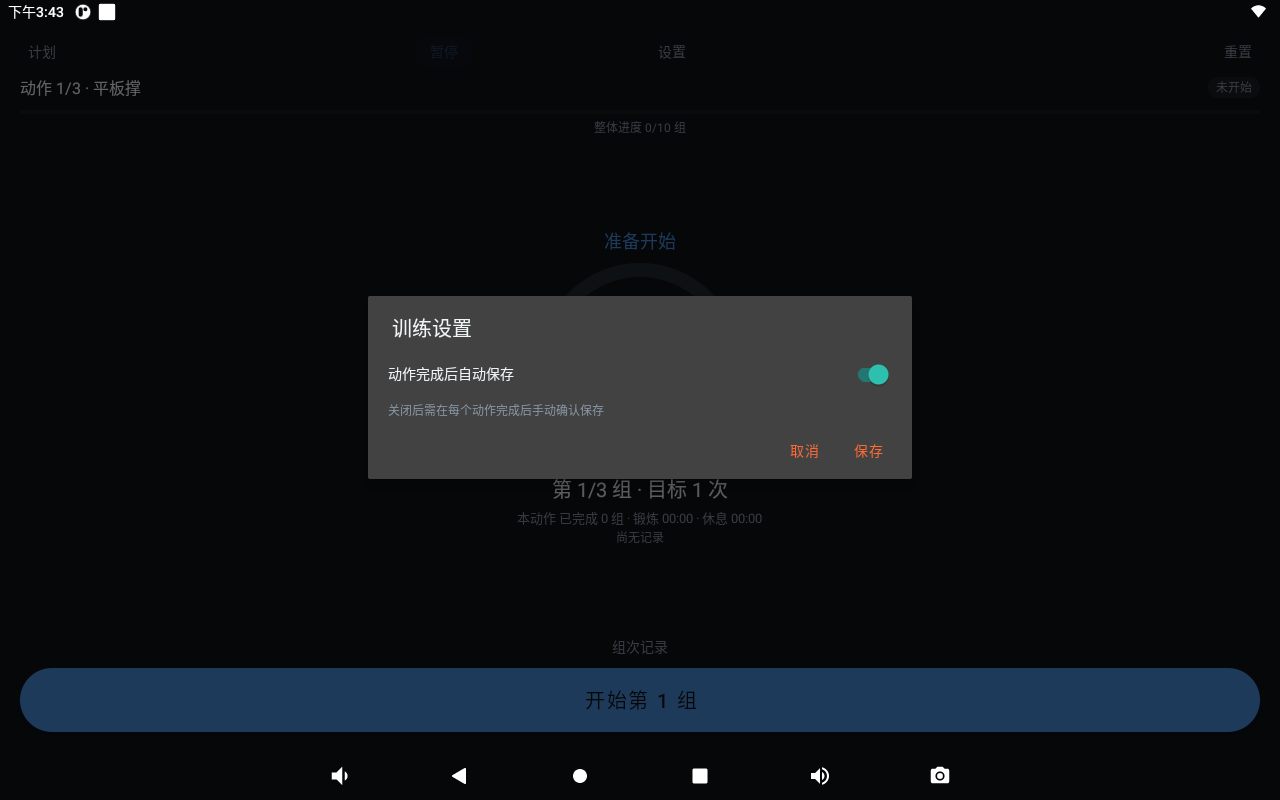 下午3:43
计划 暂停 设置 重置
动作 1/3 · 平板撑 未开始
整体进度 0/10 组
准备开始
训练设置
动作完成后自动保存
关闭后需在每个动作完成后手动确认保存
取消 保存
第 1/3 组 · 目标 1 次
本动作 已完成 0 组 · 锻炼 00:00 · 休息 00:00
尚无记录
组次记录
开始第 1 组